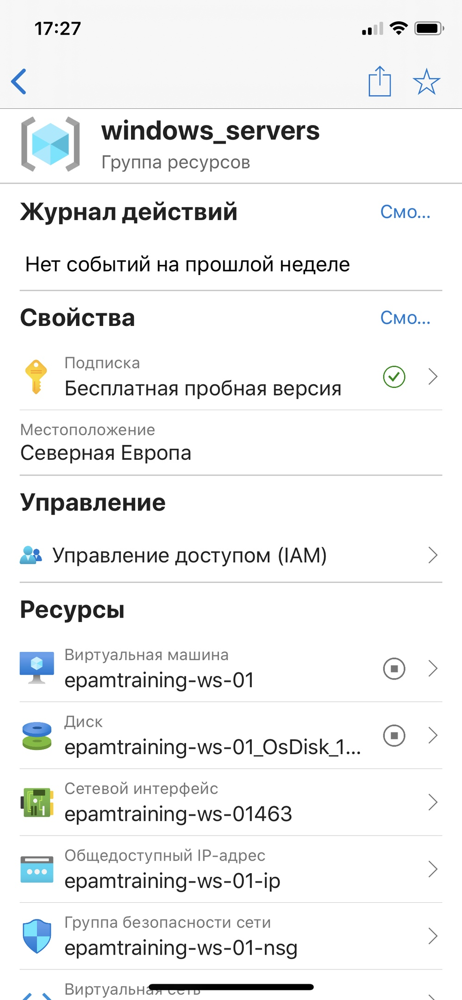 17:27
windows_servers
Группа ресурсов
Журнал действий
Смо...
Нет событий на прошлой неделе
Свойства
Смо...
Подписка
Бесплатная пробная версия
Местоположение
Северная Европа
Управление
Управление доступом (IAM)
Ресурсы
Виртуальная машина
epamtraining-ws-01
Диск
epamtraining-ws-01_OsDisk_1...
Сетевой интерфейс
epamtraining-ws-01463
Общедоступный IP-адрес
epamtraining-ws-01-ip
Группа безопасности сети
epamtraining-ws-01-nsg
Виртуальная сеть